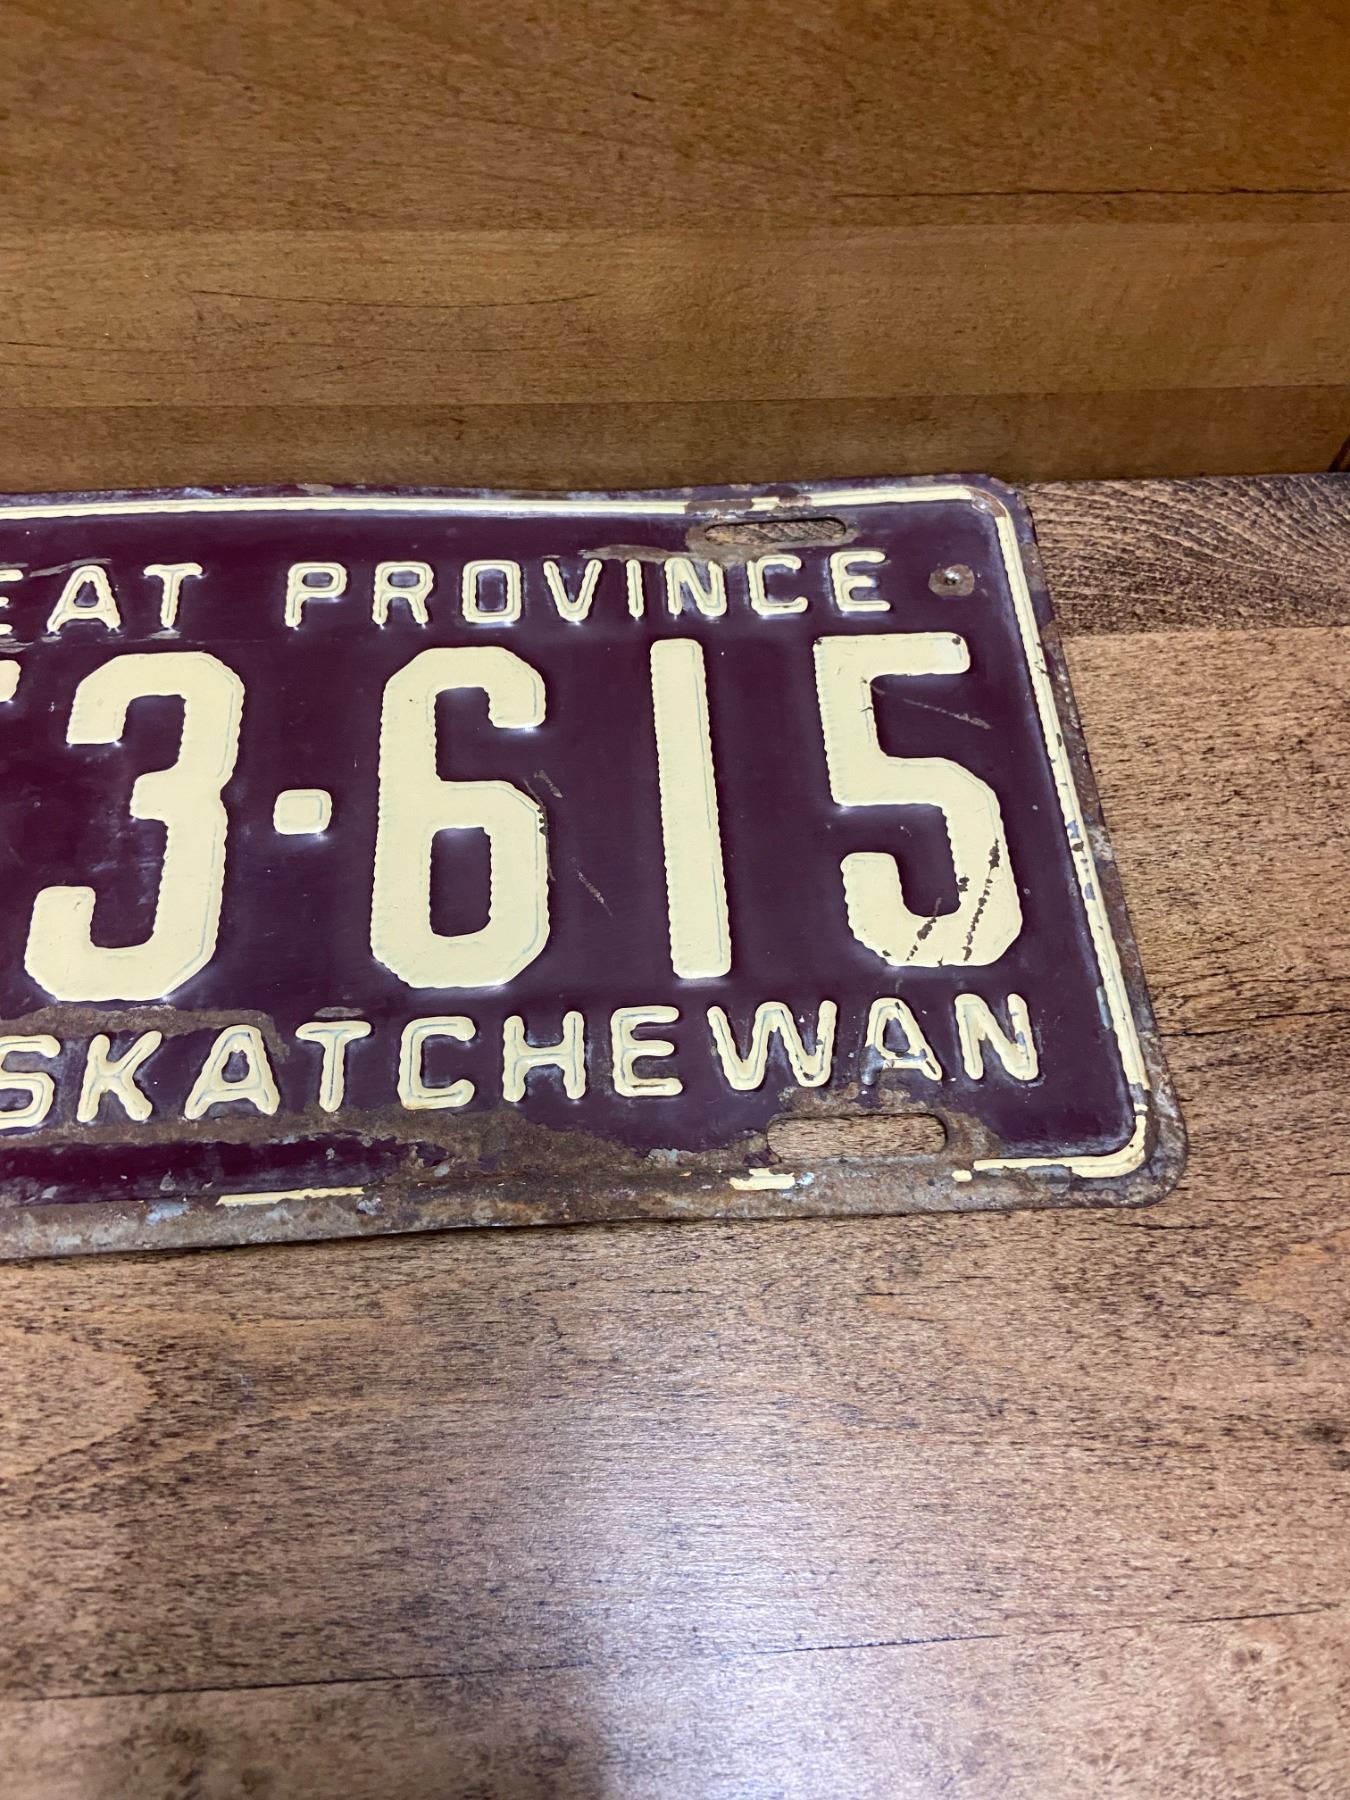 EAT PROVINCE
3·615
SKATCHEWAN